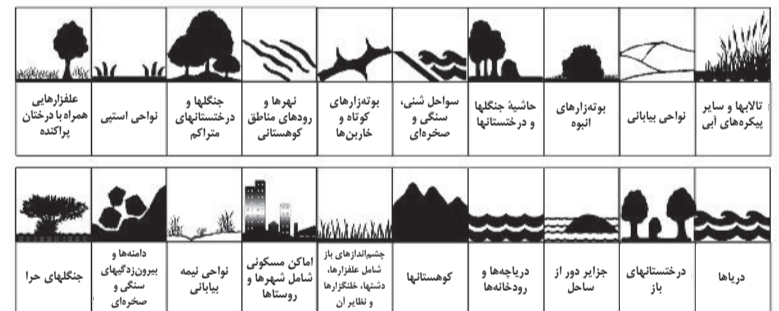 تالابها و سایر
پیکره‌های آبی
نواحی بیابانی
بوته‌زارهای
انبوه
حاشیهٔ جنگلها
و درختستانها
سواحل شنی،
سنگی و
صخره‌ای
بوته‌زارهای
کوتاه و
خاربن‌ها
نهرها و
رودهای مناطق
کوهستانی
جنگلها و
درختستانهای
متراکم
نواحی استپی
علفزارهایی
همراه با درختان
پراکنده
دریاها
درختستانهای
باز
جزایر دور از
ساحل
دریاچه‌ها و
رودخانه‌ها
کوهستانها
چشم‌اندازهای باز
شامل علفزارها،
دشتها، خلنگزارها
و نظایر آن
اماکن مسکونی
شامل شهرها و
روستاها
نواحی نیمه
بیابانی
دامنه‌ها و
بیرون‌زدگیهای
سنگی و
صخره‌ای
جنگلهای حرا